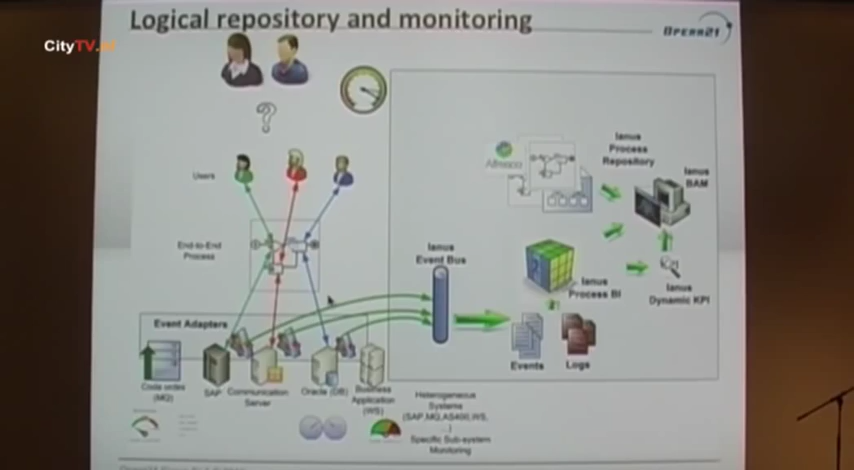 Logical repository and monitoring
OPERA21
CityTV
Ianus
Process
Repository
Alfresco
Ianus
BAM
Users
End-to-End
Process
Ianus
Event Bus
Ianus
Process BI
Ianus
Dynamic KPI
Event Adapters
Events
Logs
SAP
Communication
Server
Oracle (DB)
Business
Application
(WS)
(MQ)
Heterogeneous
Systems
(SAP,MQ,AS400,WS,
...)
Specific Sub-system
Monitoring